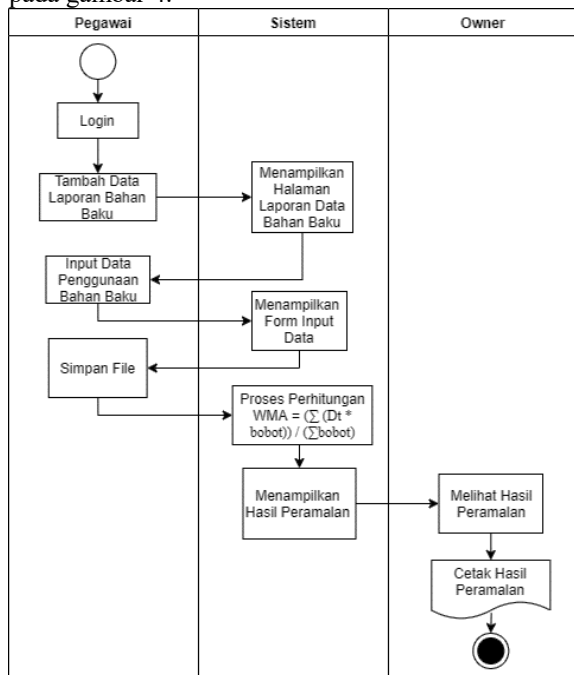 pada gambar 4.
Pegawai
Sistem
Owner
Login
Tambah Data
Laporan Bahan
Baku
Menampilkan
Halaman
Laporan Data
Bahan Baku
Input Data
Penggunaan
Bahan Baku
Menampilkan
Form Input
Data
Simpan File
Proses Perhitungan
WMA = (∑ (Dt *
bobot)) / (∑bobot)
Menampilkan
Hasil Peramalan
Melihat Hasil
Peramalan
Cetak Hasil
Peramalan